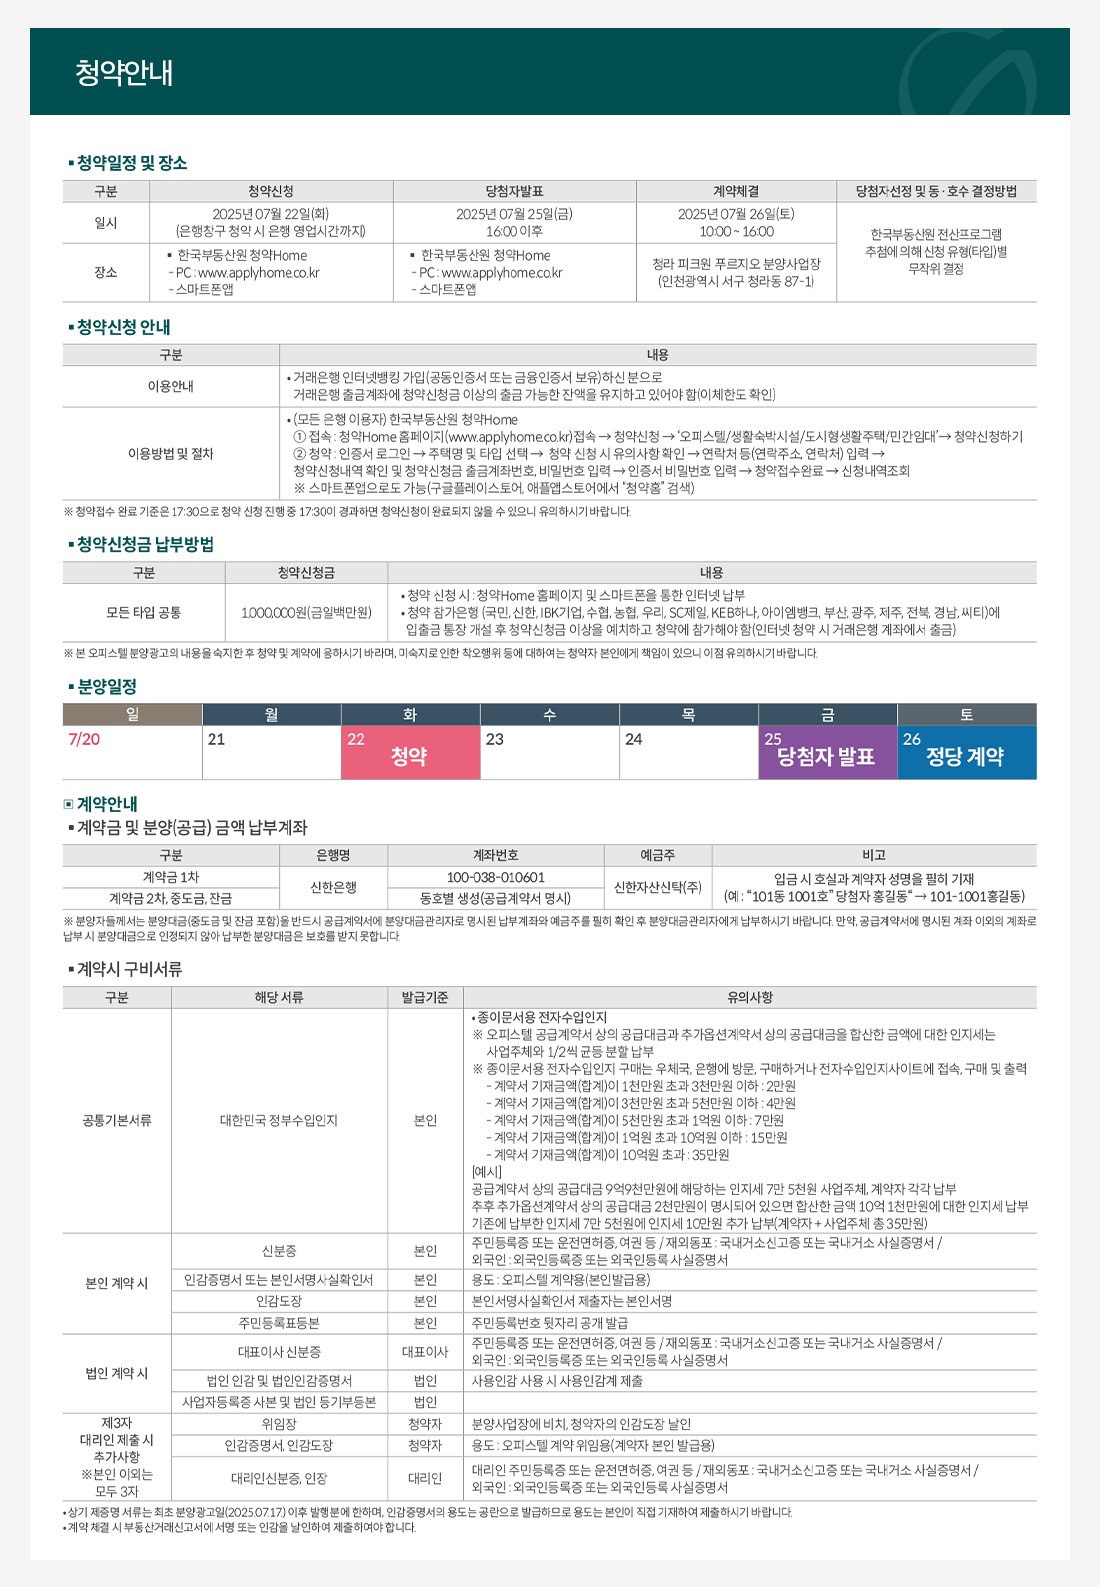 청약안내
▪ 청약일정 및 장소
구분 청약신청 당첨자발표 계약체결 당첨자선정 및 동·호수 결정방법
일시
2025년 07월 22일(화)
(은행창구 청약 시 은행 영업시간까지)
2025년 07월 25일(금)
16:00 이후
2025년 07월 26일(토)
10:00 ~ 16:00
한국부동산원 전산프로그램
추첨에 의해 신청 유형(타입)별
무작위 결정
장소
▪ 한국부동산원 청약Home
- PC : www.applyhome.co.kr
- 스마트폰앱
▪ 한국부동산원 청약Home
- PC : www.applyhome.co.kr
- 스마트폰앱
청라 피크원 푸르지오 분양사업장
(인천광역시 서구 청라동 87-1)
▪ 청약신청 안내
구분 내용
이용안내
• 거래은행 인터넷뱅킹 가입(공동인증서 또는 금융인증서 보유)하신 분으로
거래은행 출금계좌에 청약신청금 이상의 출금 가능한 잔액을 유지하고 있어야 함(이체한도 확인)
이용방법 및 절차
• (모든 은행 이용자) 한국부동산원 청약Home
① 접속 : 청약Home 홈페이지(www.applyhome.co.kr)접속 → 청약신청 → ‘오피스텔/생활숙박시설/도시형생활주택/민간임대’→ 청약신청하기
② 청약 : 인증서 로그인 → 주택명 및 타입 선택 → 청약 신청 시 유의사항 확인 → 연락처 등(연락주소, 연락처) 입력 →
청약신청내역 확인 및 청약신청금 출금계좌번호, 비밀번호 입력 → 인증서 비밀번호 입력 → 청약접수완료 → 신청내역조회
※ 스마트폰앱으로도 가능(구글플레이스토어, 애플앱스토어에서 “청약홈” 검색)
※ 청약접수 완료 기준은 17:30으로 청약 신청 진행 중 17:30이 경과하면 청약신청이 완료되지 않을 수 있으니 유의하시기 바랍니다.
▪ 청약신청금 납부방법
구분 청약신청금 내용
모든 타입 공통
1,000,000원(금일백만원)
• 청약 신청 시 : 청약Home 홈페이지 및 스마트폰을 통한 인터넷 납부
• 청약 참가은행 (국민, 신한, IBK기업, 수협, 농협, 우리, SC제일, KEB하나, 아이엠뱅크, 부산, 광주, 제주, 전북, 경남, 씨티)에
입출금 통장 개설 후 청약신청금 이상을 예치하고 청약에 참가해야 함(인터넷 청약 시 거래은행 계좌에서 출금)
※ 본 오피스텔 분양광고의 내용을 숙지한 후 청약 및 계약에 응하시기 바라며, 미숙지로 인한 착오행위 등에 대하여는 청약자 본인에게 책임이 있으니 이점 유의하시기 바랍니다.
▪ 분양일정
일 월 화 수 목 금 토
7/20 21 22 23 24 25 26
청약 당첨자 발표 정당 계약
▣ 계약안내
▪ 계약금 및 분양(공급) 금액 납부계좌
구분 은행명 계좌번호 예금주 비고
계약금 1차 100-038-010601
계약금 2차, 중도금, 잔금 신한은행 동호별 생성(공급계약서 명시) 신한자산신탁(주)
입금 시 호실과 계약자 성명을 필히 기재
(예 : “101동 1001호” 당첨자 홍길동“ → 101-1001홍길동)
※ 분양자들께서는 분양대금(중도금 및 잔금 포함)을 반드시 공급계약서에 분양대금관리자로 명시된 납부계좌와 예금주를 필히 확인 후 분양대금관리자에게 납부하시기 바랍니다. 만약, 공급계약서에 명시된 계좌 이외의 계좌로
납부 시 분양대금으로 인정되지 않아 납부한 분양대금은 보호를 받지 못합니다.
▪ 계약시 구비서류
구분 해당 서류 발급기준 유의사항
공통기본서류 대한민국 정부수입인지 본인
• 종이문서용 전자수입인지
※ 오피스텔 공급계약서 상의 공급대금과 추가옵션계약서 상의 공급대금을 합산한 금액에 대한 인지세는
사업주체와 1/2씩 균등 분할 납부
※ 종이문서용 전자수입인지 구매는 우체국, 은행에 방문, 구매하거나 전자수입인지사이트에 접속, 구매 및 출력
- 계약서 기재금액(합계)이 1천만원 초과 3천만원 이하 : 2만원
- 계약서 기재금액(합계)이 3천만원 초과 5천만원 이하 : 4만원
- 계약서 기재금액(합계)이 5천만원 초과 1억원 이하 : 7만원
- 계약서 기재금액(합계)이 1억원 초과 10억원 이하 : 15만원
- 계약서 기재금액(합계)이 10억원 초과 : 35만원
[예시]
공급계약서 상의 공급대금 9억9천만원에 해당하는 인지세 7만 5천원 사업주체, 계약자 각각 납부
추후 추가옵션계약서 상의 공급대금 2천만원이 명시되어 있으면 합산한 금액 10억 1천만원에 대한 인지세 납부
기존에 납부한 인지세 7만 5천원에 인지세 10만원 추가 납부(계약자 + 사업주체 총 35만원)
본인 계약 시
신분증 본인
주민등록증 또는 운전면허증, 여권 등 / 재외동포 : 국내거소신고증 또는 국내거소 사실증명서 /
외국인 : 외국인등록증 또는 외국인등록 사실증명서
인감증명서 또는 본인서명사실확인서 본인 용도 : 오피스텔 계약용(본인발급용)
인감도장 본인 본인서명사실확인서 제출자는 본인서명
주민등록표등본 본인 주민등록번호 뒷자리 공개 발급
법인 계약 시
대표이사 신분증 대표이사
주민등록증 또는 운전면허증, 여권 등 / 재외동포 : 국내거소신고증 또는 국내거소 사실증명서 /
외국인 : 외국인등록증 또는 외국인등록 사실증명서
법인 인감 및 법인인감증명서 법인 사용인감 사용 시 사용인감계 제출
사업자등록증 사본 및 법인 등기부등본 법인
제3자
대리인 제출 시
추가사항
※본인 이외는
모두 3자
위임장 청약자 분양사업장에 비치, 청약자의 인감도장 날인
인감증명서, 인감도장 청약자 용도 : 오피스텔 계약 위임용(계약자 본인 발급용)
대리인신분증, 인장 대리인
대리인 주민등록증 또는 운전면허증, 여권 등 / 재외동포 : 국내거소신고증 또는 국내거소 사실증명서 /
외국인 : 외국인등록증 또는 외국인등록 사실증명서
• 상기 제증명 서류는 최초 분양광고일(2025.07.17.) 이후 발행분에 한하며, 인감증명서의 용도는 공란으로 발급하므로 용도는 본인이 직접 기재하여 제출하시기 바랍니다.
• 계약 체결 시 부동산거래신고서에 서명 또는 인감을 날인하여 제출하여야 합니다.